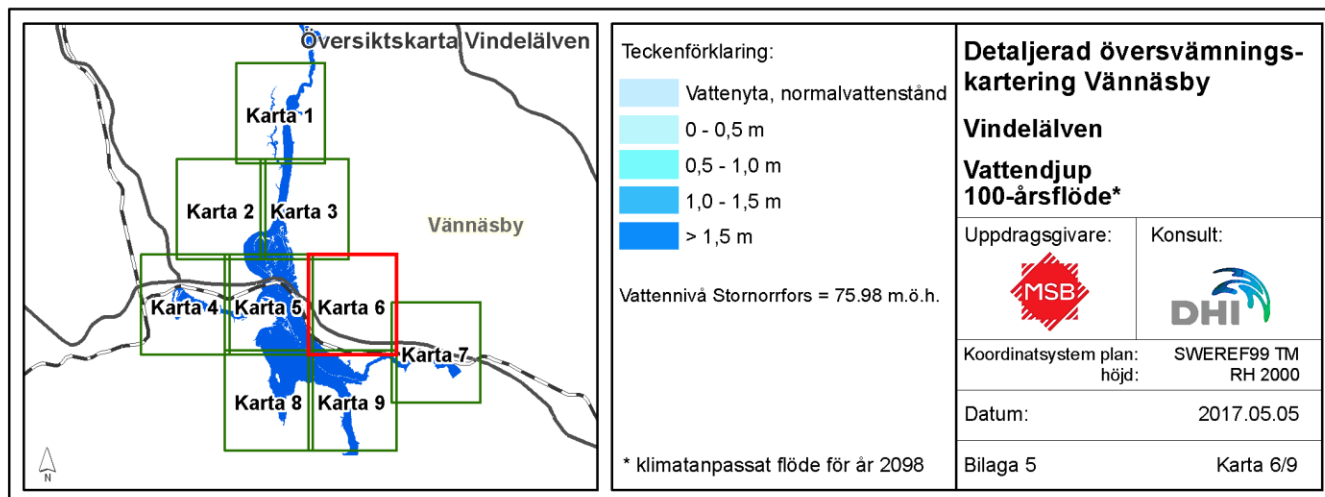 Översiktskarta Vindelälven
Karta 1
Karta 2
Karta 3
Vännäsby
Karta 4
Karta 5
Karta 6
Karta 7
Karta 8
Karta 9
N
Teckenförklaring:
Vattenyta, normalvattenstånd
0 - 0,5 m
0,5 - 1,0 m
1,0 - 1,5 m
> 1,5 m
Vattennivå Stornorrfors = 75.98 m.ö.h.
* klimatanpassat flöde för år 2098
Detaljerad översvämnings-
kartering Vännäsby
Vindelälven
Vattendjup
100-årsflöde*
Uppdragsgivare:
MSB
Konsult:
DHI
Koordinatsystem plan: SWEREF99 TM
höjd: RH 2000
Datum: 2017.05.05
Bilaga 5 Karta 6/9